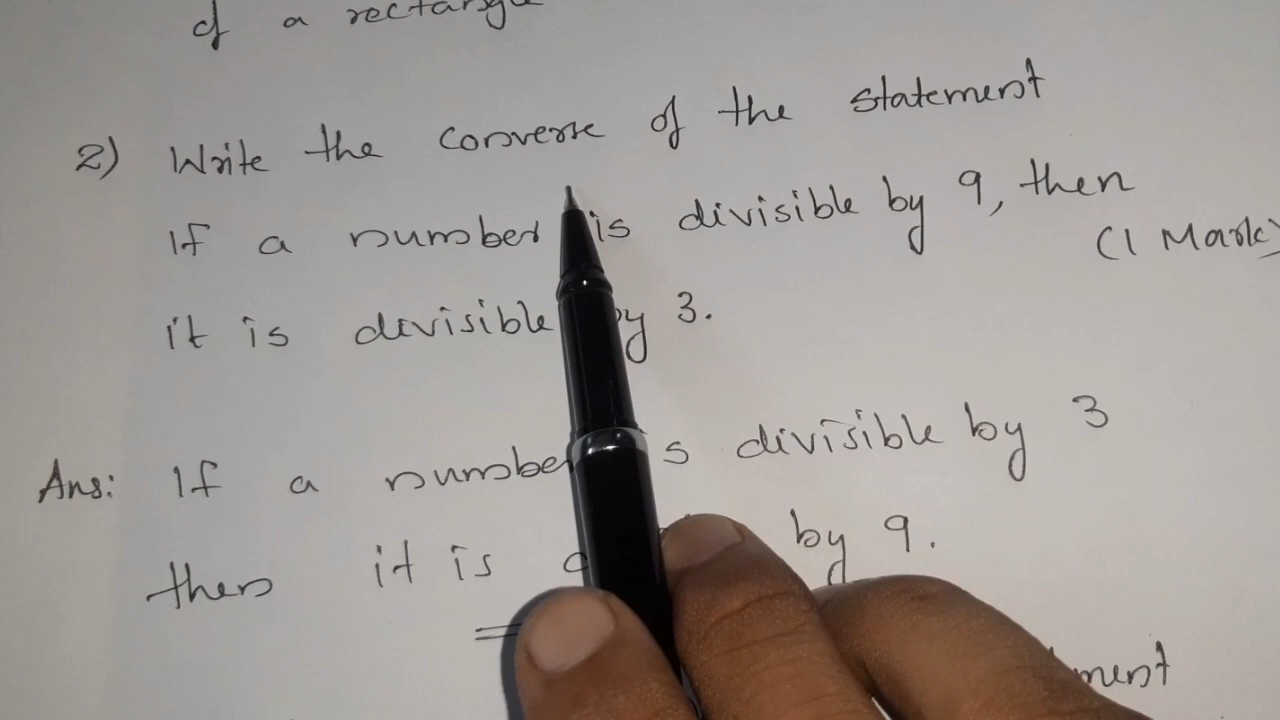 of a rectangle
2) Write the converse of the statement
If a number is divisible by 9, then
(1 Mark)
it is divisible by 3.
Ans: If a number is divisible by 3
then it is by 9.